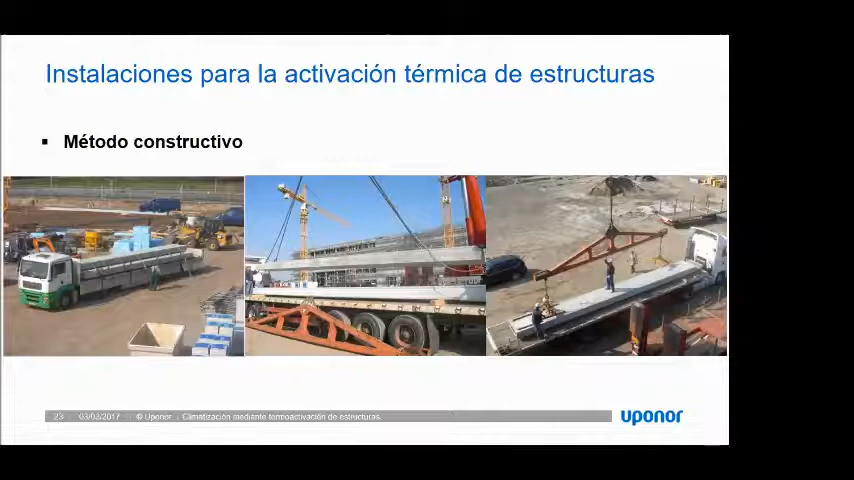 Instalaciones para la activación térmica de estructuras
▪ Método constructivo
23 03/02/2017 © Uponor Climatización mediante termoactivación de estructuras.
uponor